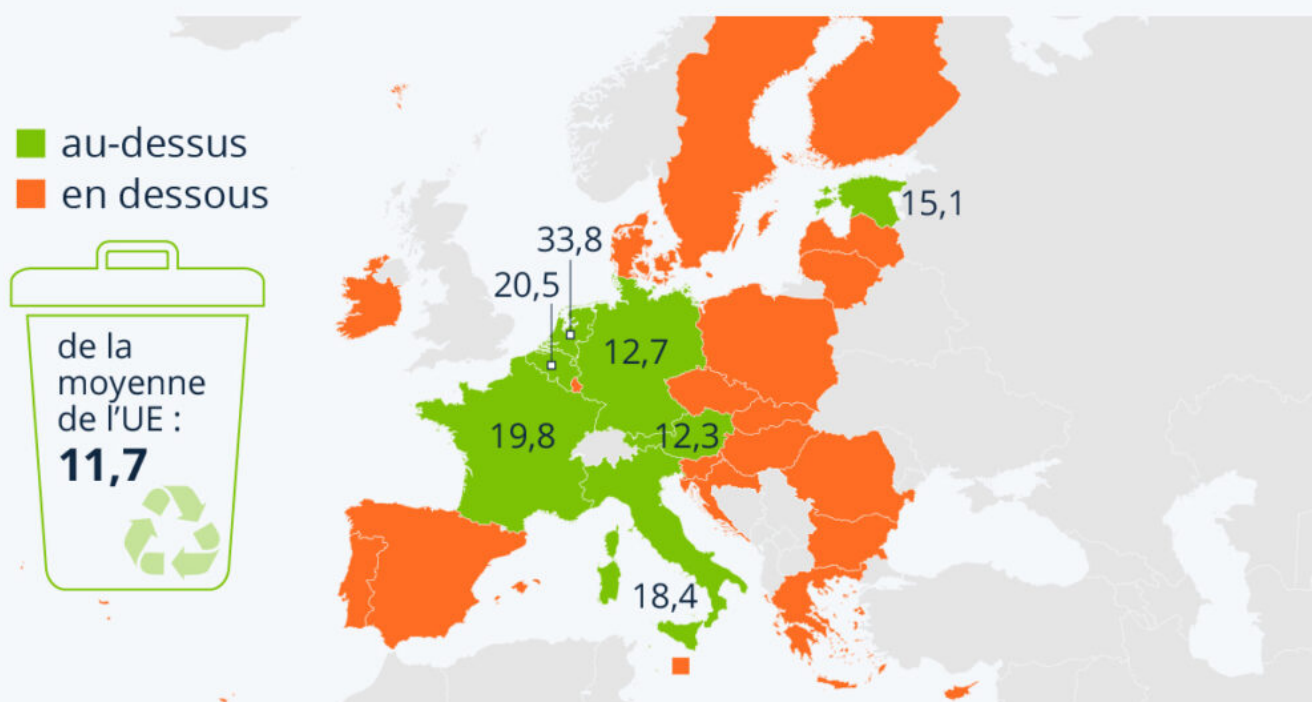 au-dessus
en dessous
de la
moyenne
de l'UE :
11,7
15,1
33,8
20,5
12,7
19,8
12,3
18,4